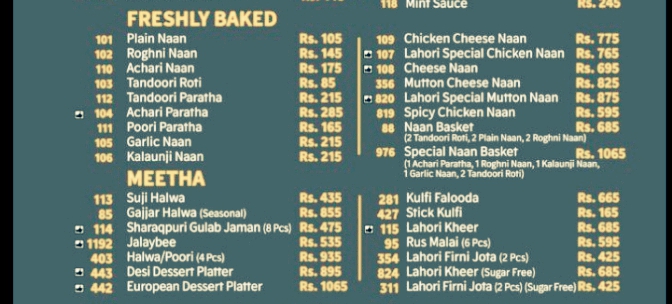 118 Mint Sauce Rs. 245
FRESHLY BAKED
101 Plain Naan Rs. 105
102 Roghni Naan Rs. 145
110 Achari Naan Rs. 175
103 Tandoori Roti Rs. 85
112 Tandoori Paratha Rs. 215
104 Achari Paratha Rs. 285
111 Poori Paratha Rs. 165
105 Garlic Naan Rs. 215
106 Kalaunji Naan Rs. 215
109 Chicken Cheese Naan Rs. 775
107 Lahori Special Chicken Naan Rs. 765
108 Cheese Naan Rs. 695
356 Mutton Cheese Naan Rs. 825
820 Lahori Special Mutton Naan Rs. 875
819 Spicy Chicken Naan Rs. 595
88 Naan Basket Rs. 685
(2 Tandoori Roti, 2 Plain Naan, 2 Roghni Naan)
976 Special Naan Basket Rs. 1065
(1 Achari Paratha, 1 Roghni Naan, 1 Kalaunji Naan,
1 Garlic Naan, 2 Tandoori Roti)
MEETHA
113 Suji Halwa Rs. 435
85 Gajjar Halwa (Seasonal) Rs. 855
114 Sharaqpuri Gulab Jaman (8 Pcs) Rs. 475
1192 Jalaybee Rs. 535
403 Halwa/Poori (4 Pcs) Rs. 935
443 Desi Dessert Platter Rs. 895
442 European Dessert Platter Rs. 1065
281 Kulfi Falooda Rs. 665
427 Stick Kulfi Rs. 165
115 Lahori Kheer Rs. 685
95 Rus Malai (6 Pcs) Rs. 595
354 Lahori Firni Jota (2 Pcs) Rs. 425
824 Lahori Kheer (Sugar Free) Rs. 685
311 Lahori Firni Jota (2 Pcs) (Sugar Free) Rs. 425